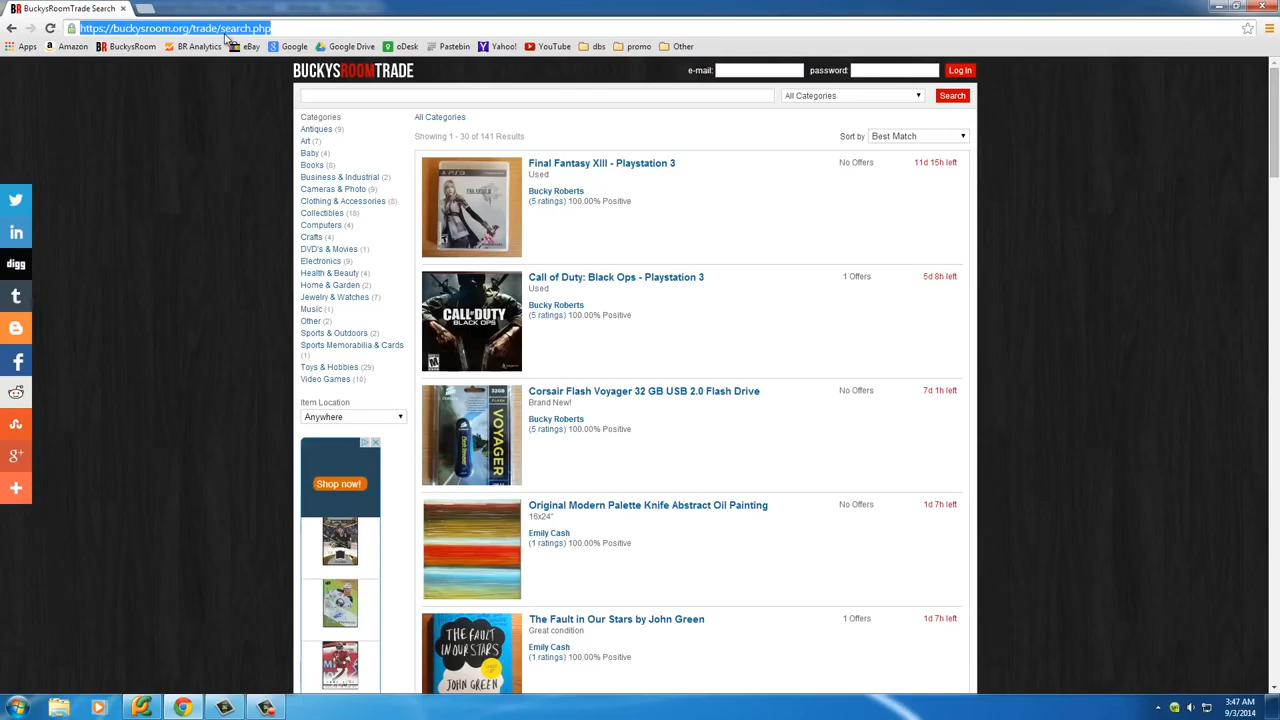 BR BuckysRoomTrade Search
https://buckysroom.org/trade/search.php
Apps Amazon BuckysRoom BR Analytics eBay Google Google Drive oDesk Pastebin Yahoo! YouTube dbs promo Other
BUCKYSROOMTRADE e-mail: password: Log In
All Categories Search
Categories All Categories
Antiques (9)
Showing 1 - 30 of 141 Results Sort by Best Match
Art (7)
Baby (4)
Books (8)
Business & Industrial (2)
Cameras & Photo (9)
Clothing & Accessories (8)
Collectibles (18)
Computers (4)
Crafts (4)
DVD's & Movies (1)
Electronics (9)
Health & Beauty (4)
Home & Garden (2)
Jewelry & Watches (7)
Music (1)
Other (2)
Sports & Outdoors (2)
Sports Memorabilia & Cards
(1)
Toys & Hobbies (29)
Video Games (10)
Item Location
Anywhere
Shop now!
Final Fantasy XIII - Playstation 3 No Offers 11d 15h left
Used
Bucky Roberts
(5 ratings) 100.00% Positive
Call of Duty: Black Ops - Playstation 3 1 Offers 5d 8h left
Used
Bucky Roberts
(5 ratings) 100.00% Positive
CALL OF DUTY
BLACK OPS
Corsair Flash Voyager 32 GB USB 2.0 Flash Drive No Offers 7d 1h left
Brand New!
Bucky Roberts
(5 ratings) 100.00% Positive
32GB
VOYAGER
Original Modern Palette Knife Abstract Oil Painting No Offers 1d 7h left
16x24"
Emily Cash
(1 ratings) 100.00% Positive
The Fault in Our Stars by John Green 1 Offers 1d 7h left
Great condition
Emily Cash
(1 ratings) 100.00% Positive
THE FAULT
IN OUR
STARS
JOHN GREEN
in
digg
t
f
g+
3:47 AM
9/3/2014